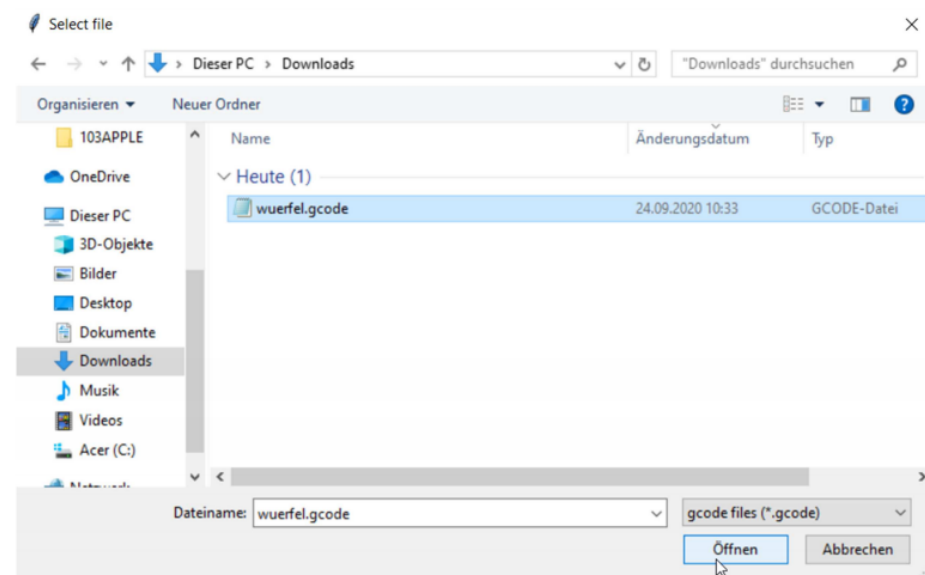 Select file
Dieser PC > Downloads
"Downloads" durchsuchen
Organisieren
Neuer Ordner
?
Name
Änderungsdatum
Typ
103APPLE
OneDrive
Dieser PC
3D-Objekte
Bilder
Desktop
Dokumente
Downloads
Musik
Videos
Acer (C:)
Heute (1)
wuerfel.gcode
24.09.2020 10:33
GCODE-Datei
Dateiname:
wuerfel.gcode
gcode files (*.gcode)
Öffnen
Abbrechen